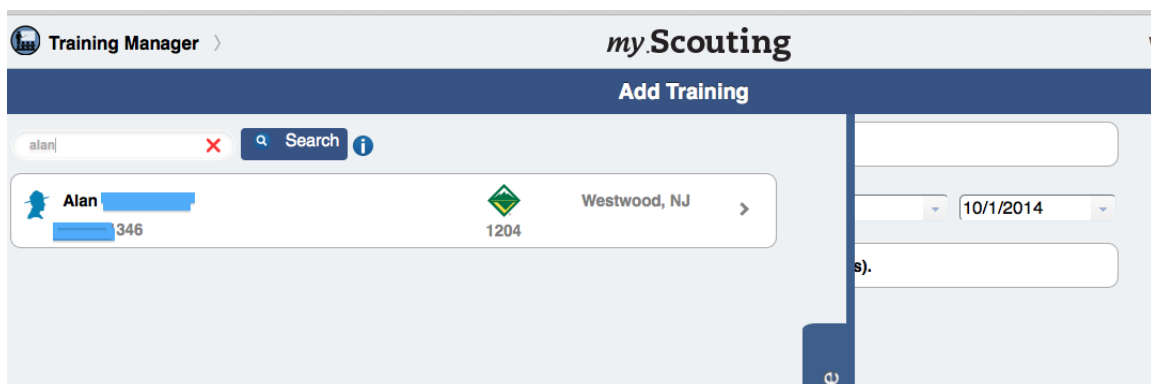 Training Manager
my.Scouting
Add Training
alan
Search
Alan
346
1204
Westwood, NJ
10/1/2014
s).
e